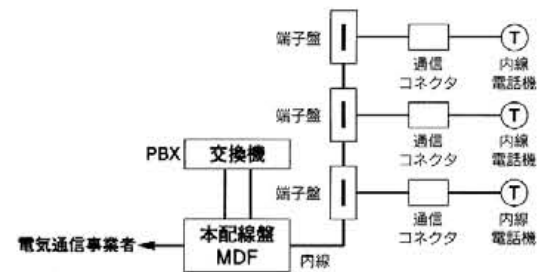 端子盤
通信
コネクタ
T
内線
電話機
端子盤
通信
コネクタ
T
内線
電話機
PBX
交換機
端子盤
通信
コネクタ
T
内線
電話機
電気通信事業者
本配線盤
MDF
内線